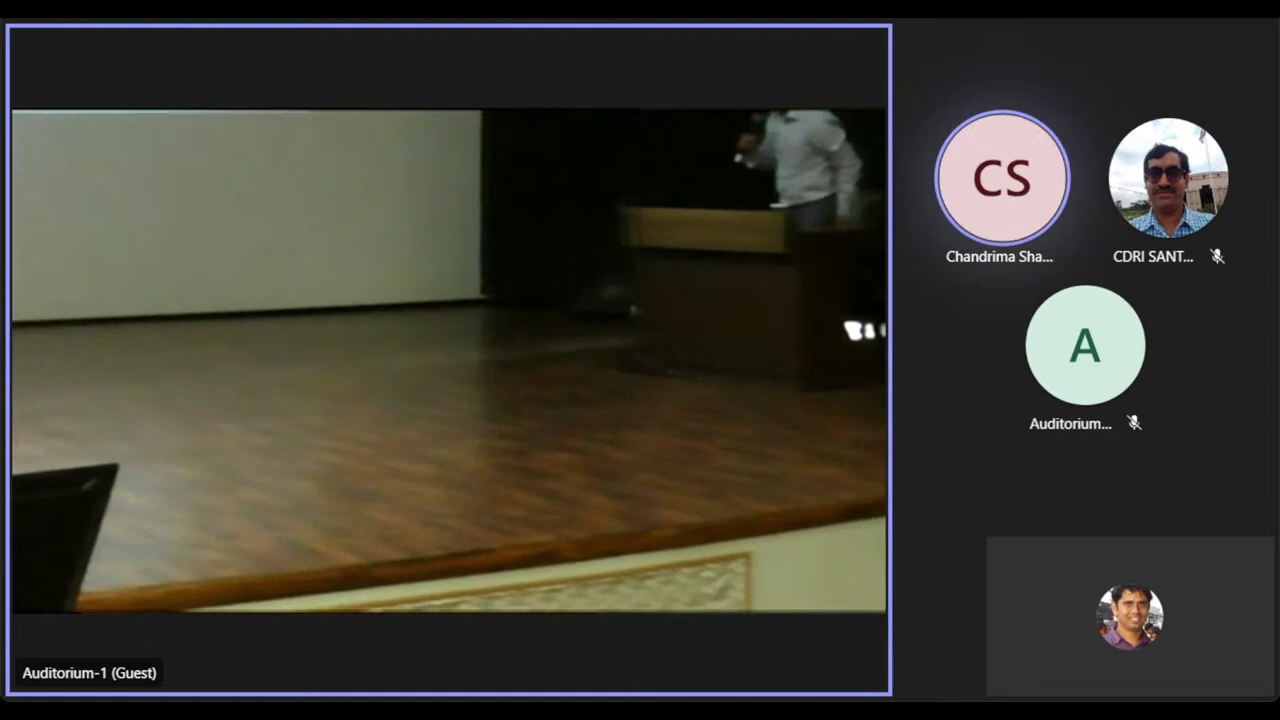 CS
Chandrima Sha...
CDRI SANT...
A
Auditorium...
Auditorium-1 (Guest)